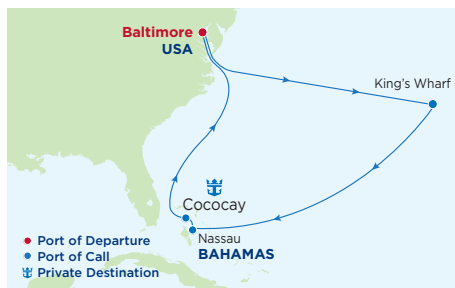 Baltimore
USA
King's Wharf
Cococay
Nassau
BAHAMAS
Port of Departure
Port of Call
Private Destination